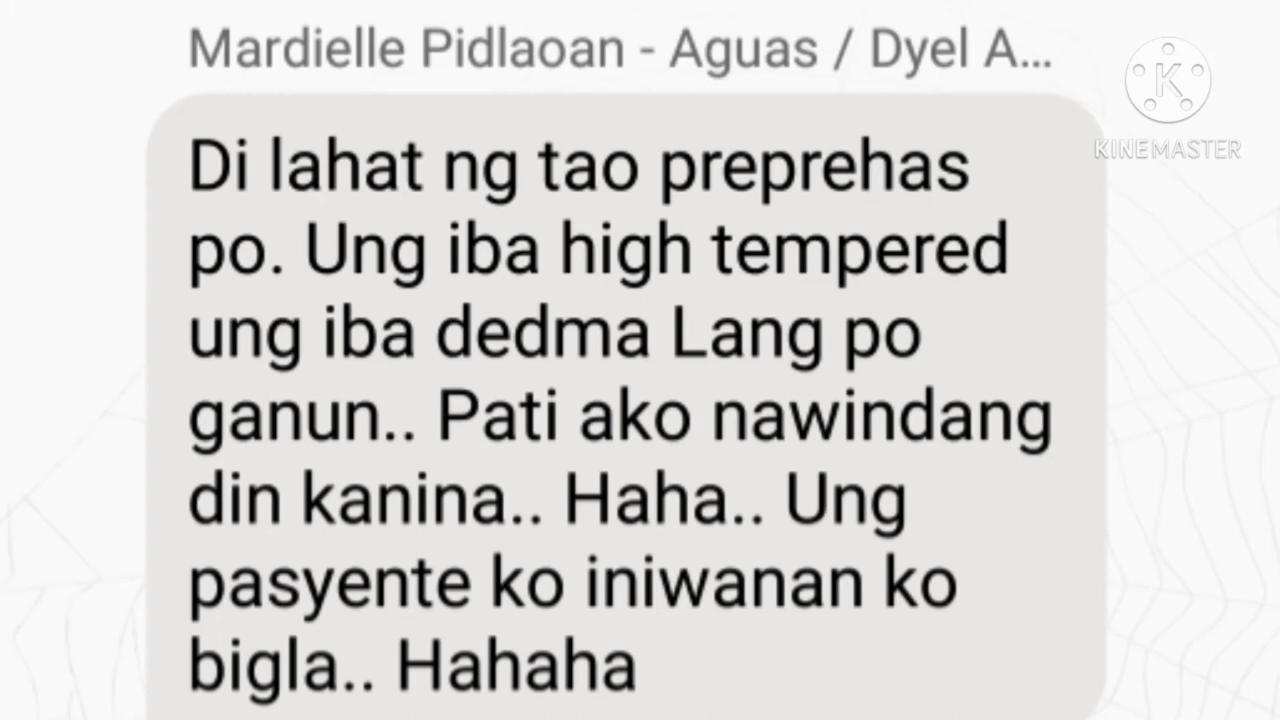 Mardielle Pidlaoan - Aguas / Dyel A...
K
KINEMASTER
Di lahat ng tao preprehas
po. Ung iba high tempered
ung iba dedma Lang po
ganun.. Pati ako nawindang
din kanina.. Haha.. Ung
pasyente ko iniwanan ko
bigla.. Hahaha